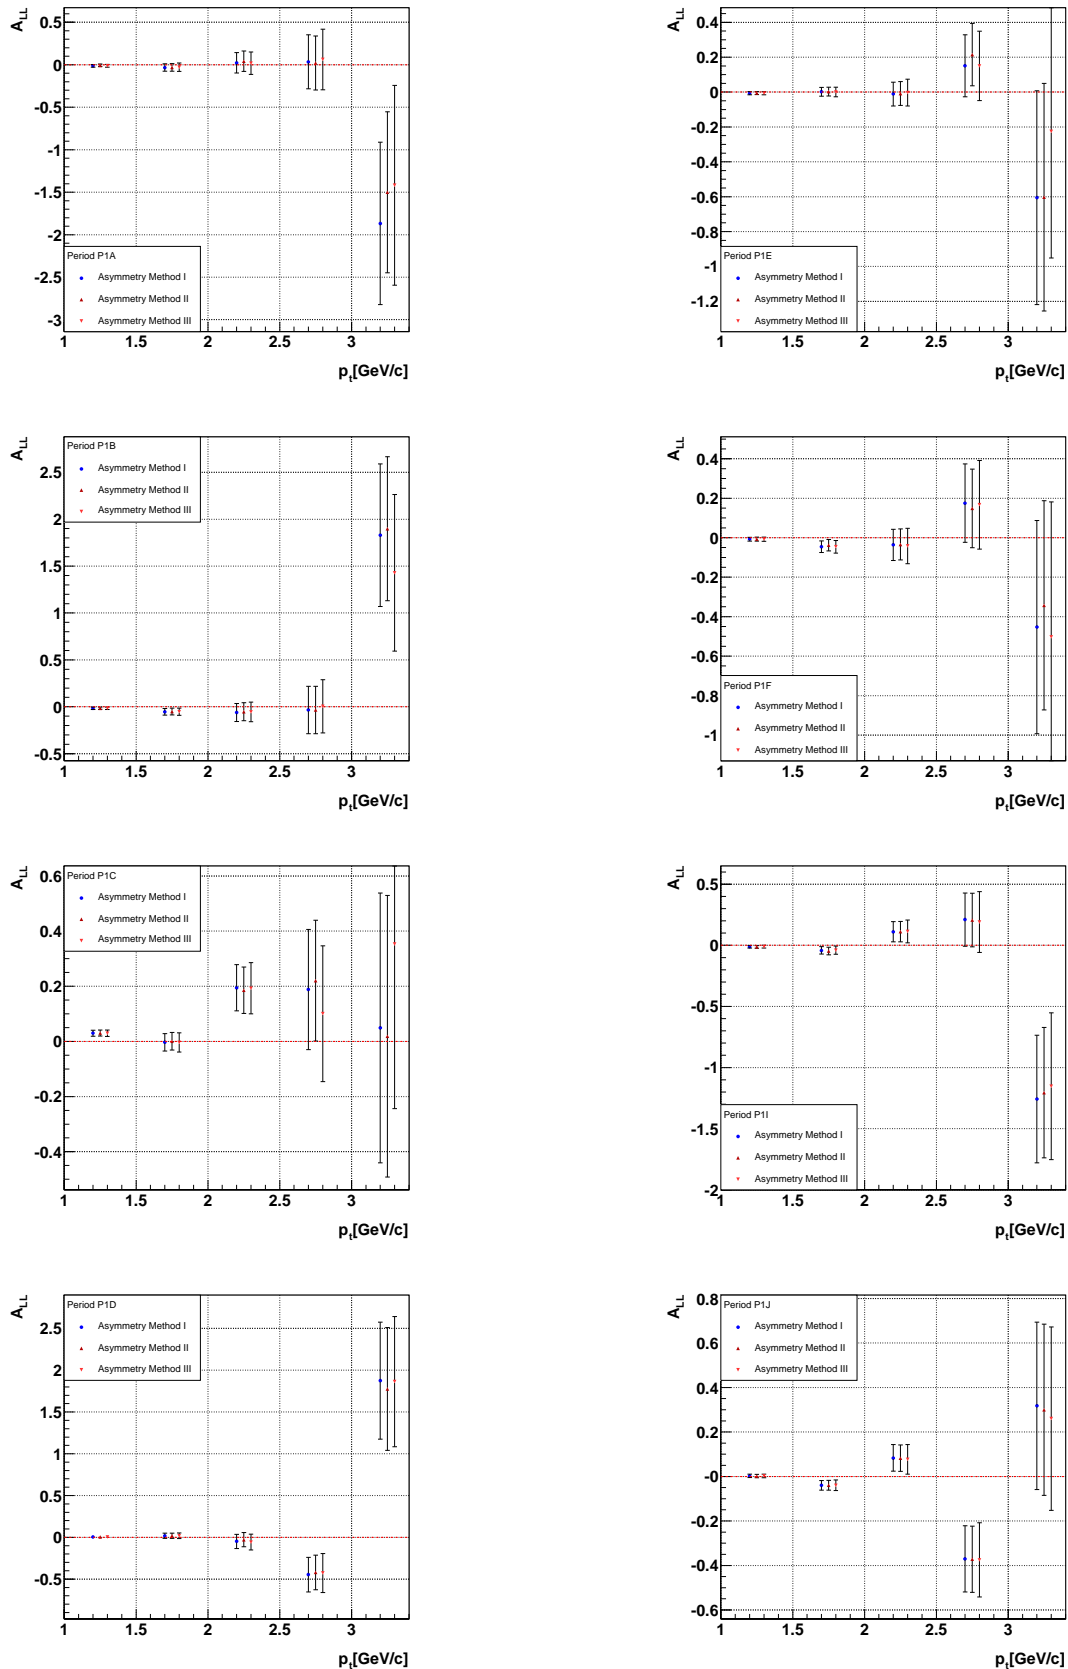 A_LL
0.5
0
-0.5
-1
-1.5
-2
-2.5
-3
Period P1A
Asymmetry Method I
Asymmetry Method II
Asymmetry Method III
1 1.5 2 2.5 3
p_t[GeV/c]
A_LL
0.4
0.2
0
-0.2
-0.4
-0.6
-0.8
-1
-1.2
Period P1E
Asymmetry Method I
Asymmetry Method II
Asymmetry Method III
1 1.5 2 2.5 3
p_t[GeV/c]
A_LL
Period P1B
Asymmetry Method I
Asymmetry Method II
Asymmetry Method III
2.5
2
1.5
1
0.5
0
-0.5
1 1.5 2 2.5 3
p_t[GeV/c]
A_LL
0.4
0.2
0
-0.2
-0.4
-0.6
-0.8
-1
Period P1F
Asymmetry Method I
Asymmetry Method II
Asymmetry Method III
1 1.5 2 2.5 3
p_t[GeV/c]
A_LL
Period P1C
Asymmetry Method I
Asymmetry Method II
Asymmetry Method III
0.6
0.4
0.2
0
-0.2
-0.4
1 1.5 2 2.5 3
p_t[GeV/c]
A_LL
0.5
0
-0.5
-1
-1.5
-2
Period P1I
Asymmetry Method I
Asymmetry Method II
Asymmetry Method III
1 1.5 2 2.5 3
p_t[GeV/c]
A_LL
Period P1D
Asymmetry Method I
Asymmetry Method II
Asymmetry Method III
2.5
2
1.5
1
0.5
0
-0.5
1 1.5 2 2.5 3
p_t[GeV/c]
A_LL
Period P1J
Asymmetry Method I
Asymmetry Method II
Asymmetry Method III
0.8
0.6
0.4
0.2
-0
-0.2
-0.4
-0.6
1 1.5 2 2.5 3
p_t[GeV/c]